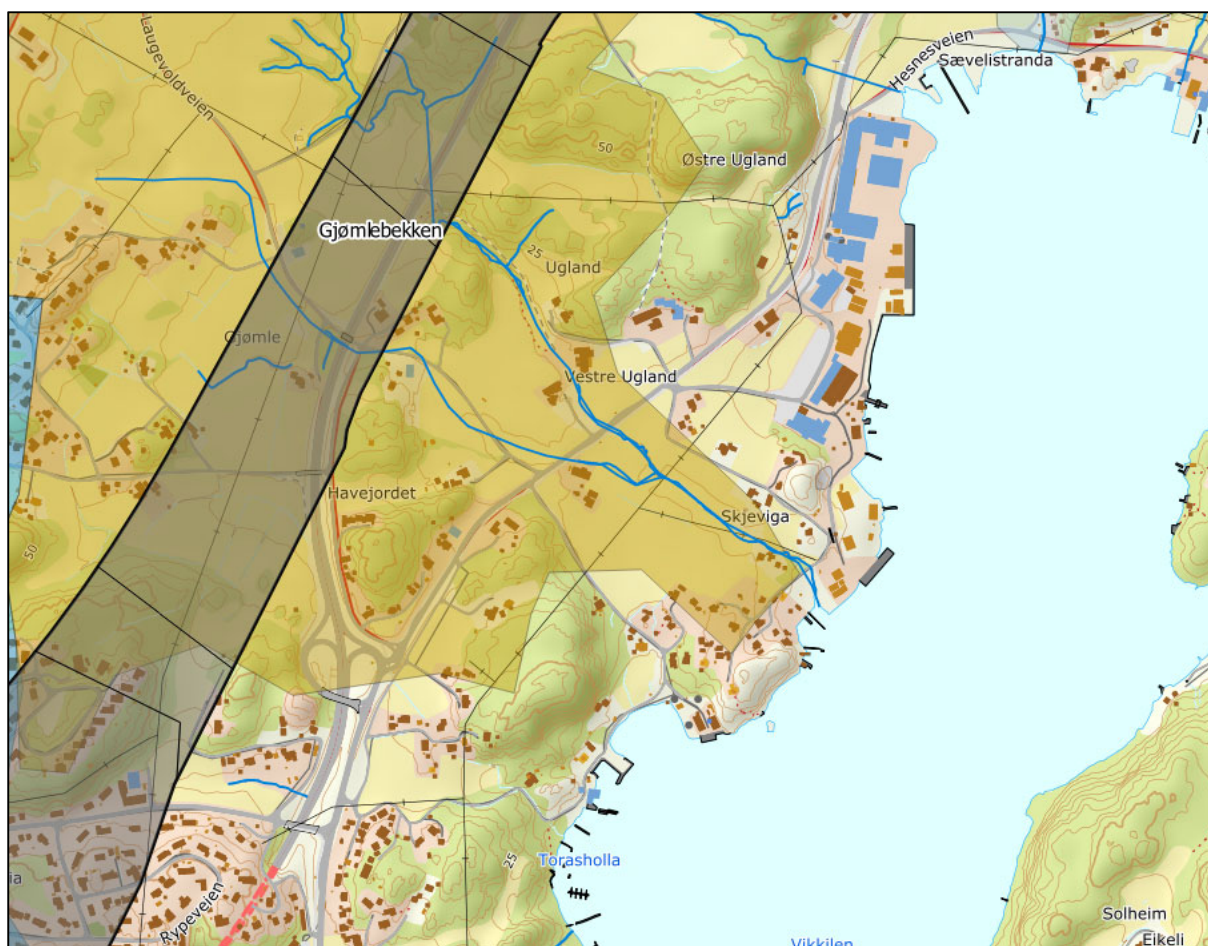 Laugevoldveien
Hesnesveien
Sævelistranda
50
Østre Ugland
Gjømlebekken
25
Ugland
Gjømle
Vestre Ugland
Havejordet
Skjeviga
50
25
Torasholla
ia
Rypeveien
Solheim
Vikkilen
Eikeli